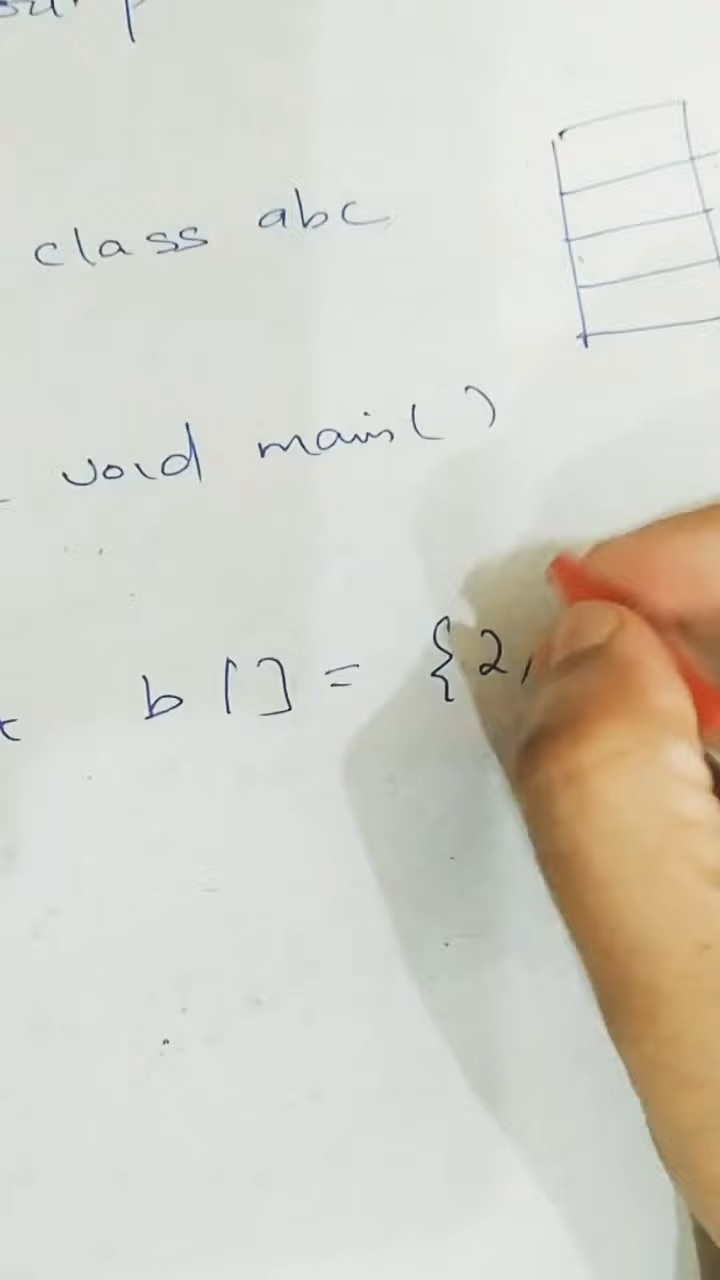 class abc
void main()
b[] = {2,